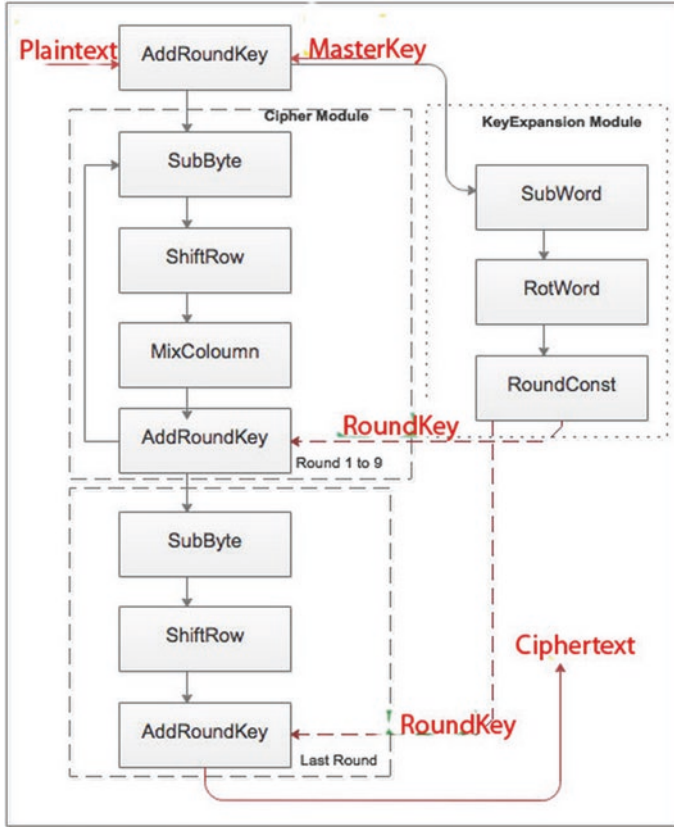 Plaintext
AddRoundKey
MasterKey
Cipher Module
SubByte
ShiftRow
MixColoumn
AddRoundKey
Round 1 to 9
KeyExpansion Module
SubWord
RotWord
RoundConst
RoundKey
SubByte
ShiftRow
AddRoundKey
Last Round
RoundKey
Ciphertext